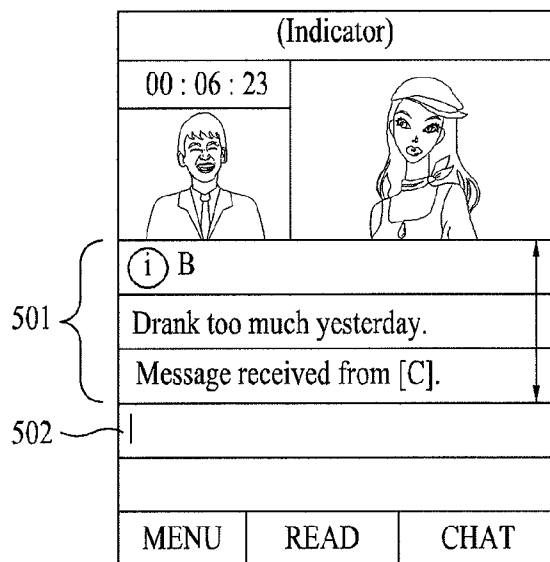 (Indicator)
00 : 06 : 23
i B
501
Drank too much yesterday.
Message received from [C].
502
|
MENU READ CHAT